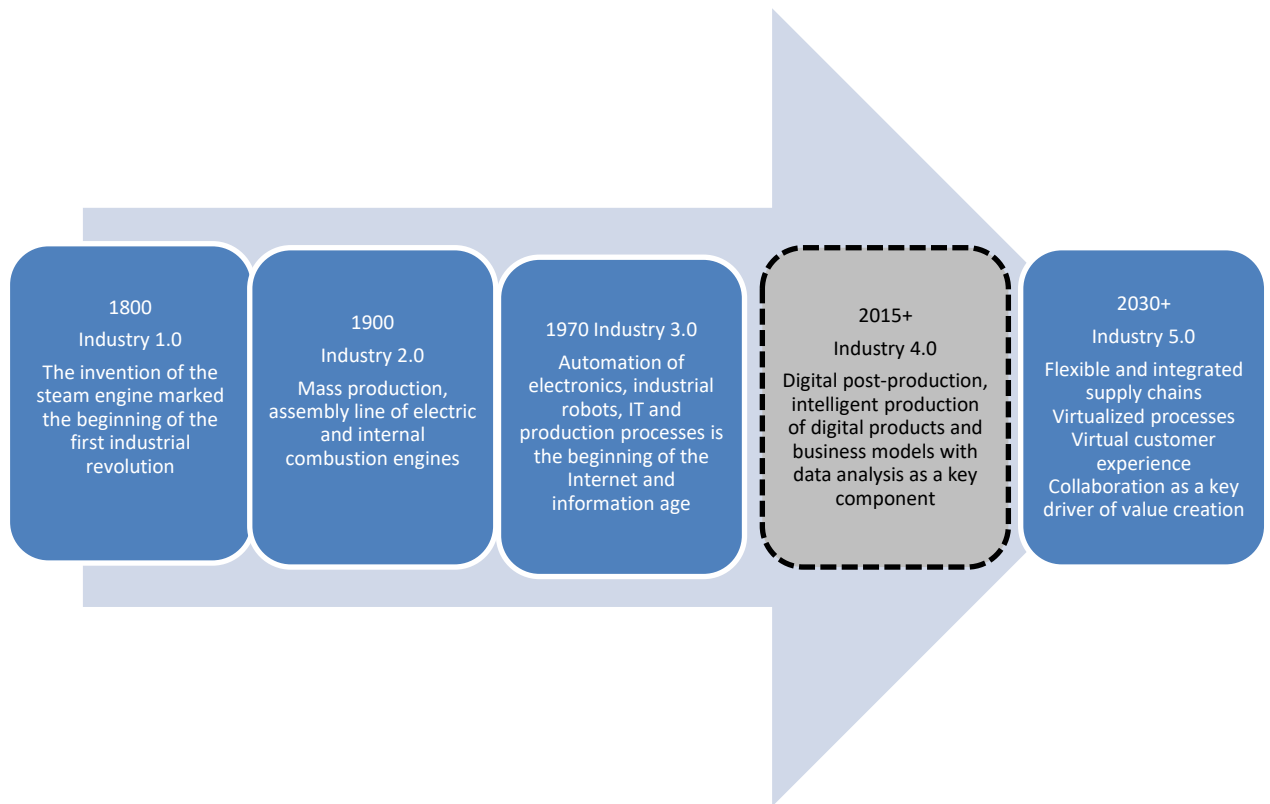 1800
Industry 1.0
The invention of the
steam engine marked
the beginning of the
first industrial
revolution
1900
Industry 2.0
Mass production,
assembly line of electric
and internal
combustion engines
1970 Industry 3.0
Automation of
electronics, industrial
robots, IT and
production processes is
the beginning of the
Internet and
information age
2015+
Industry 4.0
Digital post-production,
intelligent production
of digital products and
business models with
data analysis as a key
component
2030+
Industry 5.0
Flexible and integrated
supply chains
Virtualized processes
Virtual customer
experience
Collaboration as a key
driver of value creation